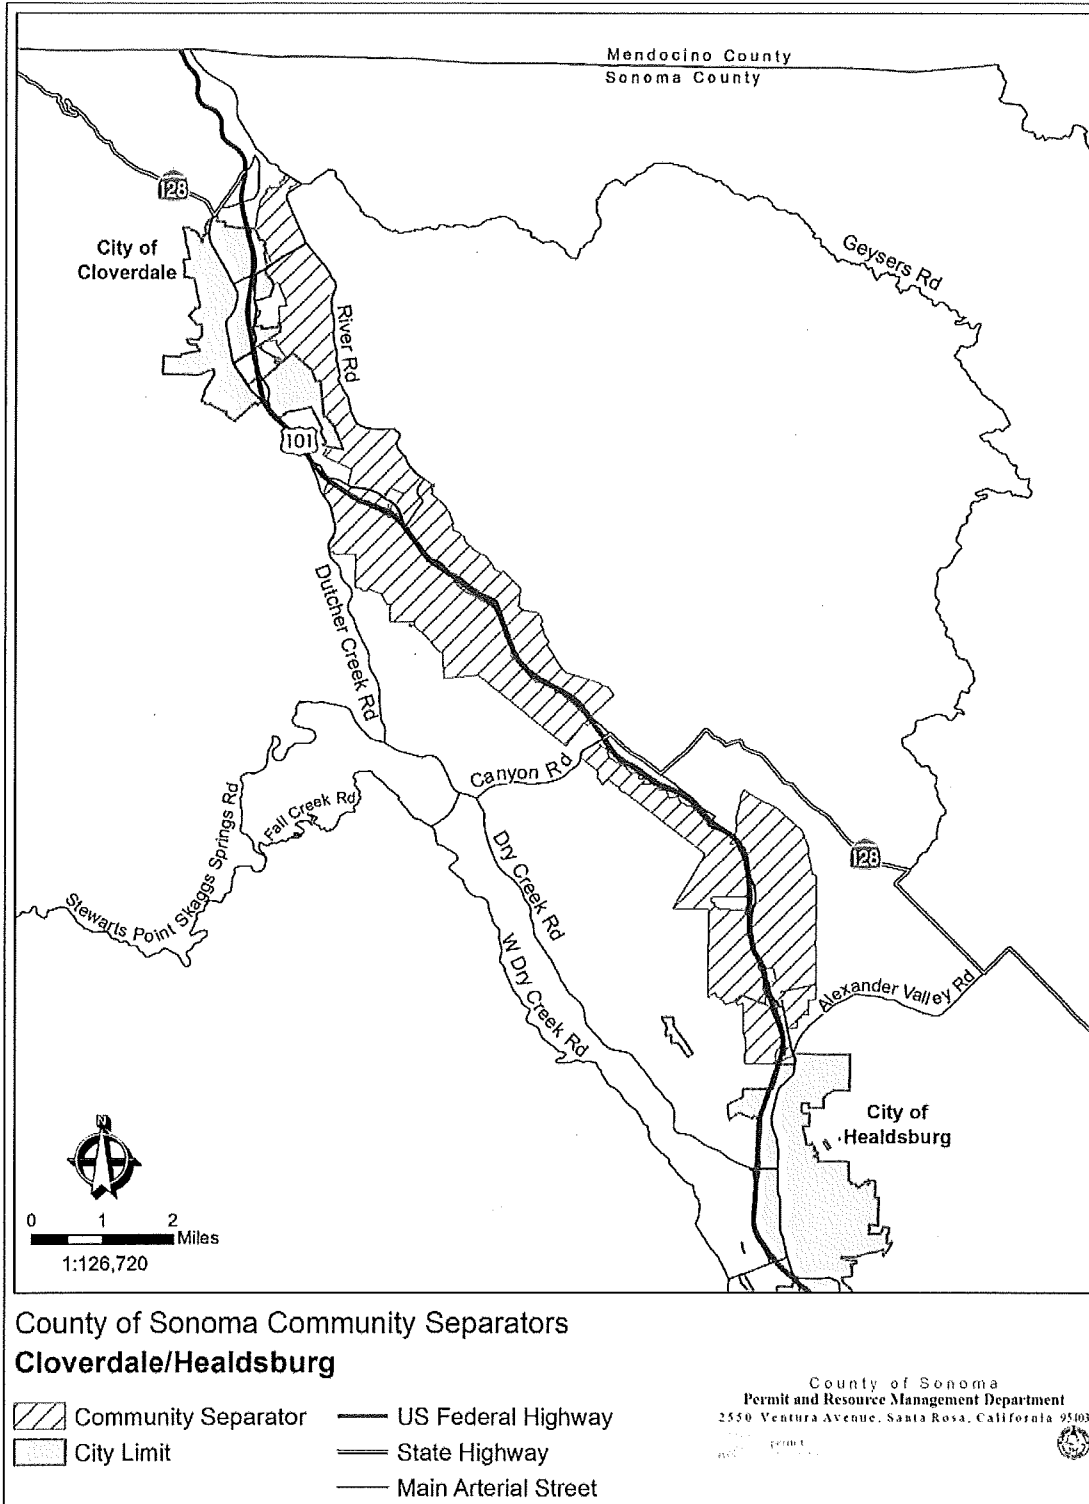 Mendocino County
Sonoma County
128
City of
Cloverdale
Geysers Rd
River Rd
101
Dutcher Creek Rd
Canyon Rd
Fall Creek Rd
Stewarts Point Skaggs Springs Rd
Dry Creek Rd
W Dry Creek Rd
128
Alexander Valley Rd
City of
Healdsburg
N
0 1 2
Miles
1:126,720
County of Sonoma Community Separators
Cloverdale/Healdsburg
Community Separator
City Limit
US Federal Highway
State Highway
Main Arterial Street
County of Sonoma
Permit and Resource Management Department
2550 Ventura Avenue, Santa Rosa, California 95403